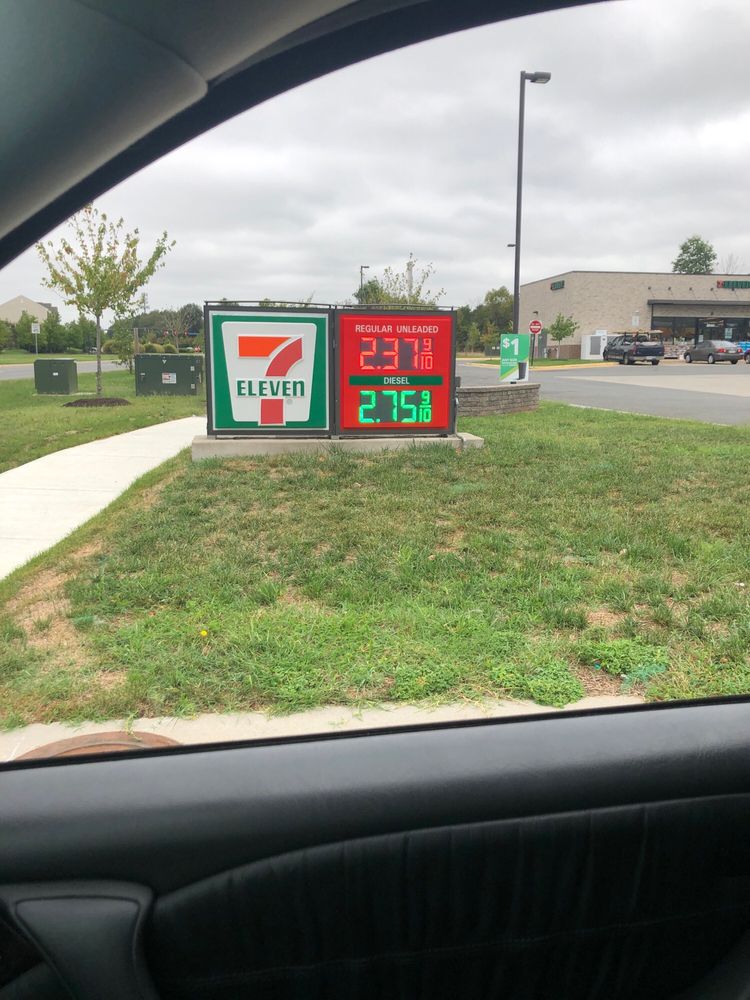 7
ELEVEn
REGULAR UNLEADED
2.37 9/10
DIESEL
2.75 9/10
$1